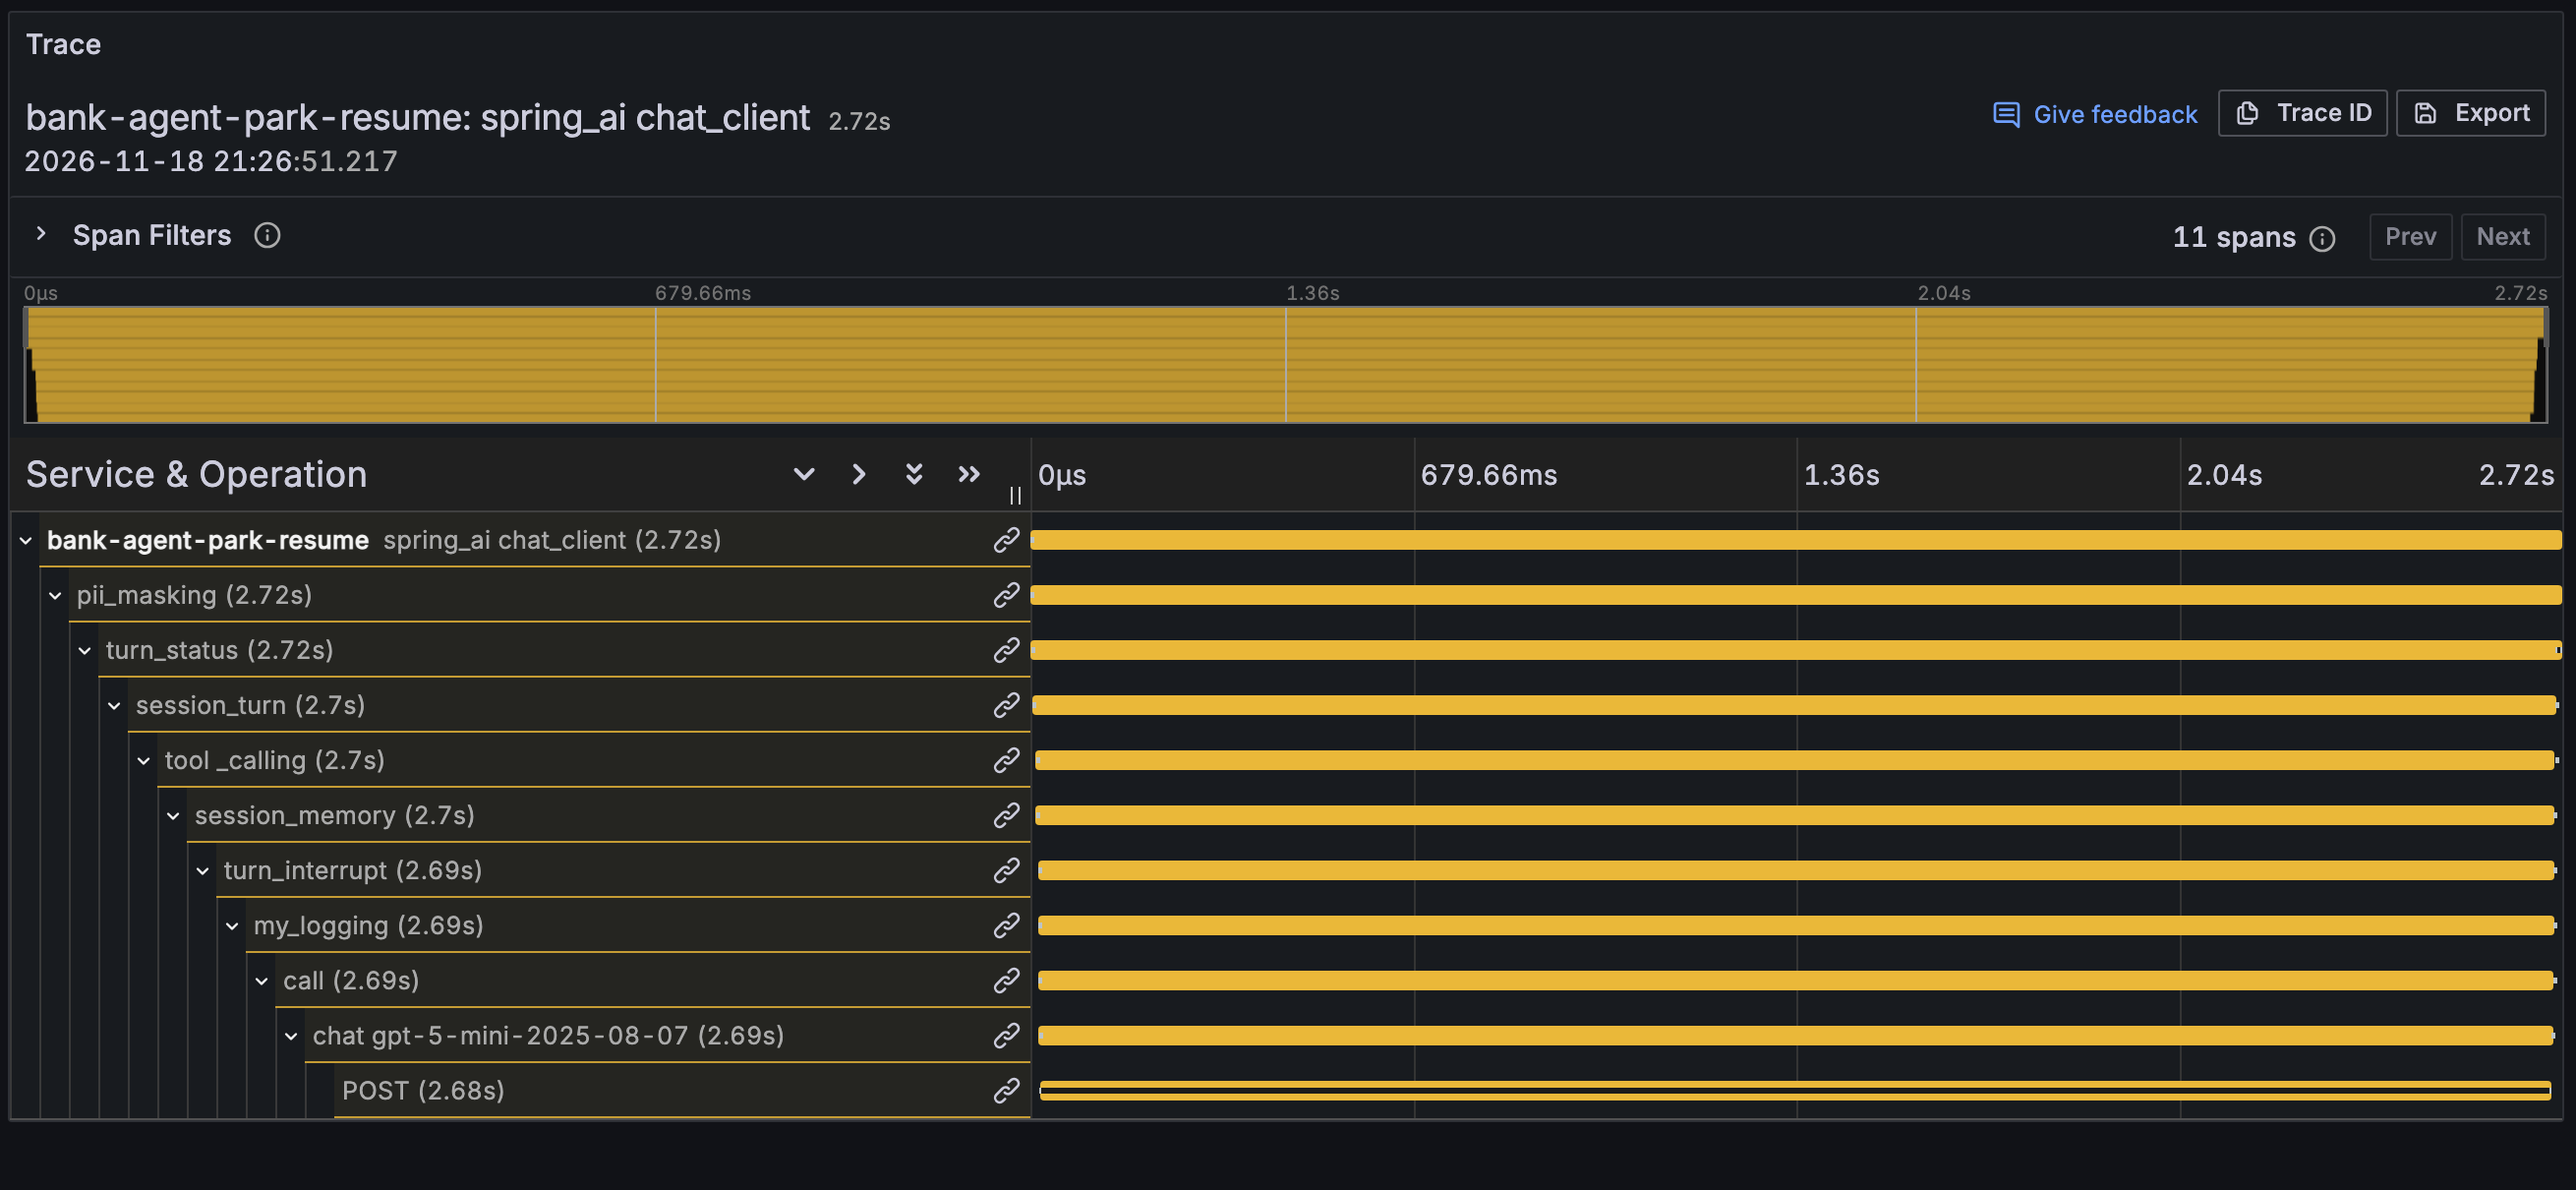 Trace
bank-agent-park-resume: spring_ai chat_client 2.72s
Give feedback
Trace ID
Export
2026-11-18 21:26:51.217
Span Filters
11 spans
Prev
Next
0µs 679.66ms 1.36s 2.04s 2.72s
Service & Operation
0µs 679.66ms 1.36s 2.04s 2.72s
bank-agent-park-resume spring_ai chat_client (2.72s)
pii_masking (2.72s)
turn_status (2.72s)
session_turn (2.7s)
tool _calling (2.7s)
session_memory (2.7s)
turn_interrupt (2.69s)
my_logging (2.69s)
call (2.69s)
chat gpt-5-mini-2025-08-07 (2.69s)
POST (2.68s)